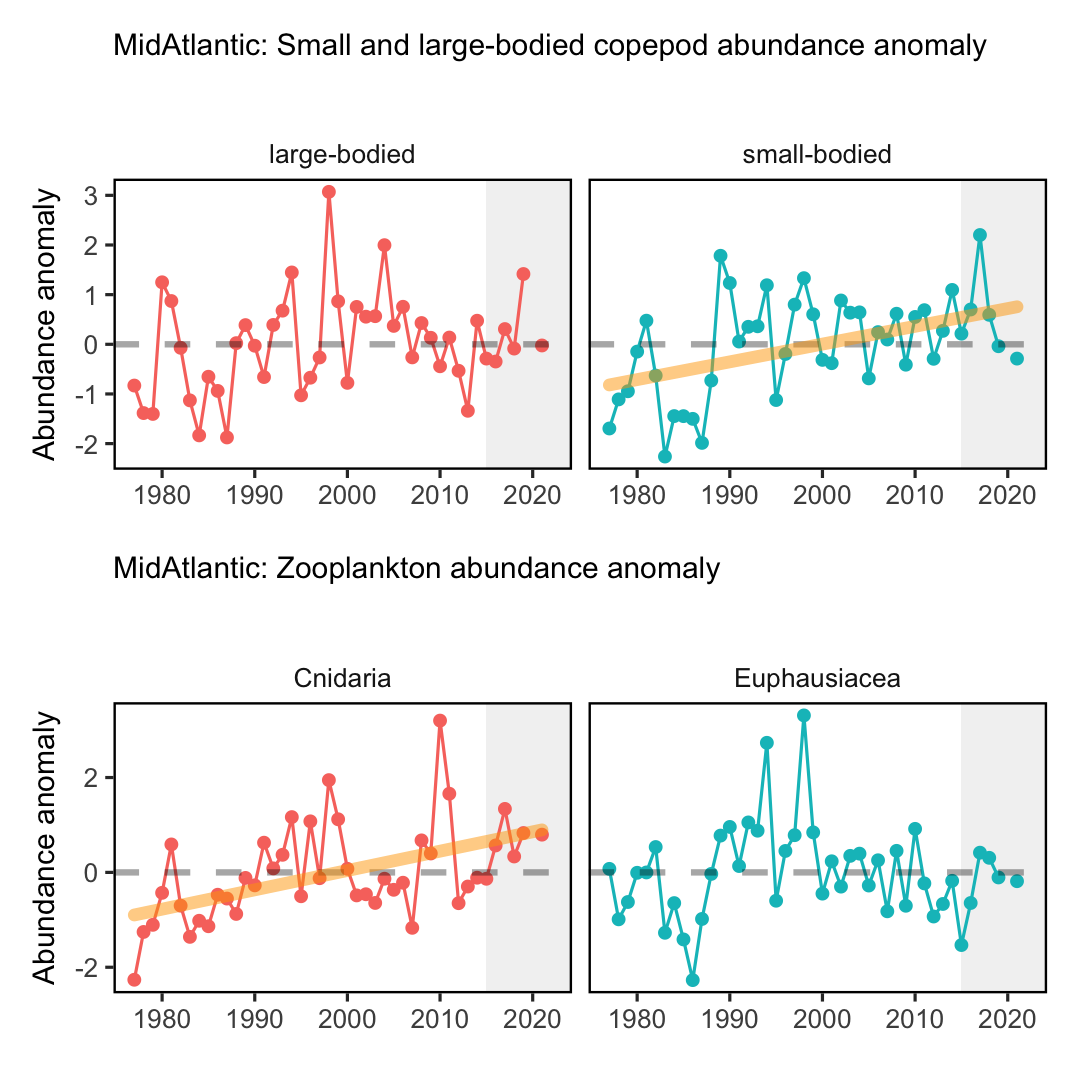 MidAtlantic: Small and large-bodied copepod abundance anomaly
large-bodied small-bodied
Abundance anomaly
3
2
1
0
-1
-2
1980 1990 2000 2010 2020 1980 1990 2000 2010 2020
MidAtlantic: Zooplankton abundance anomaly
Cnidaria Euphausiacea
Abundance anomaly
2
0
-2
1980 1990 2000 2010 2020 1980 1990 2000 2010 2020